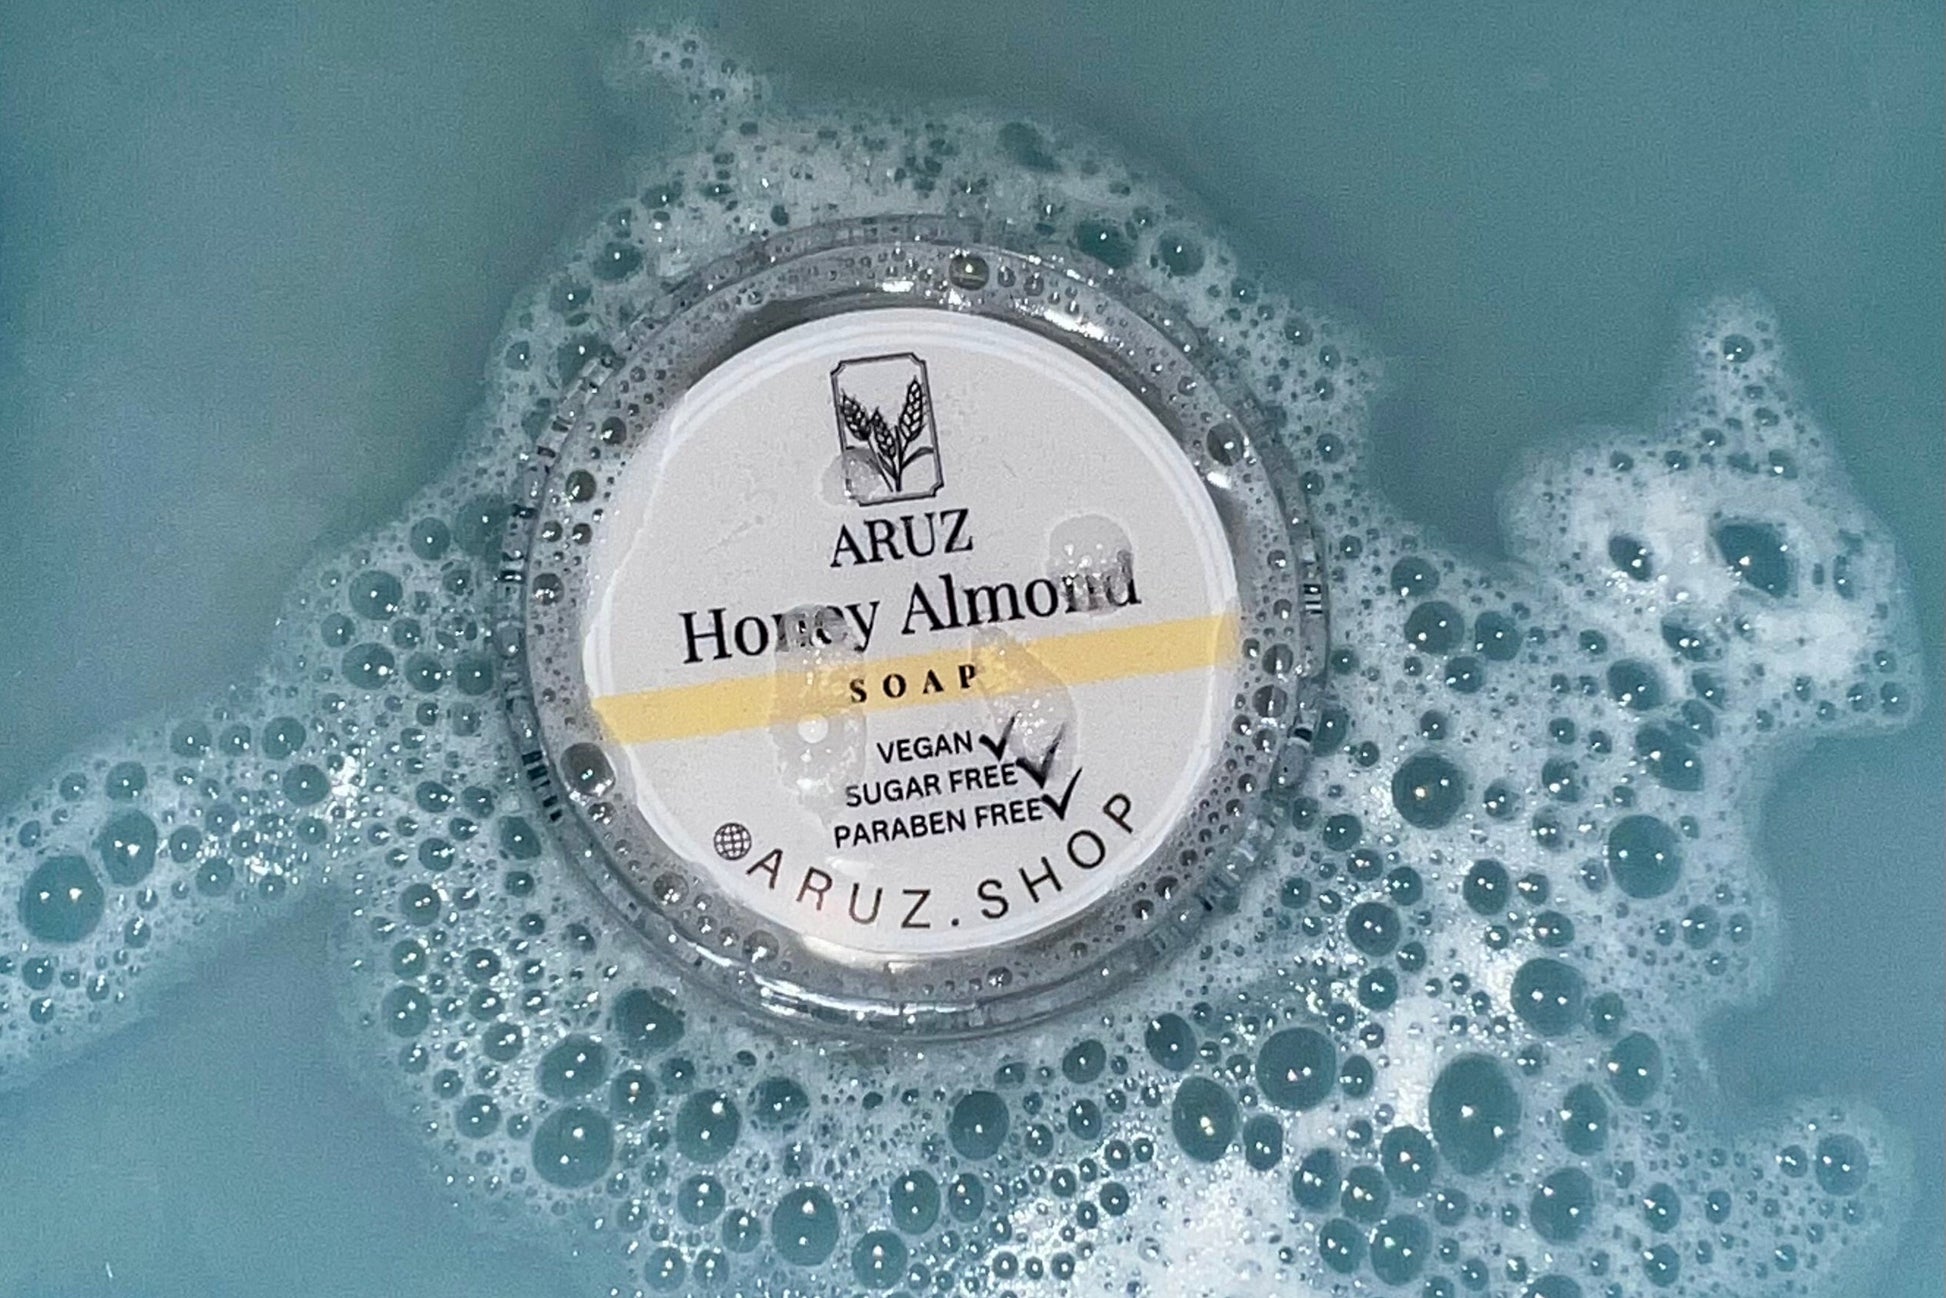 ARUZ
Honey Almond
SOAP
VEGAN ✓
SUGAR FREE ✓
PARABEN FREE ✓
ARUZ.SHOP